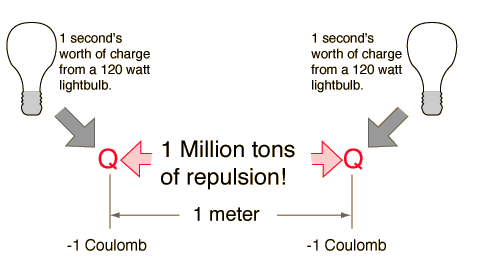 1 second's
worth of charge
from a 120 watt
lightbulb.
1 second's
worth of charge
from a 120 watt
lightbulb.
Q
1 Million tons
of repulsion!
Q
1 meter
-1 Coulomb
-1 Coulomb